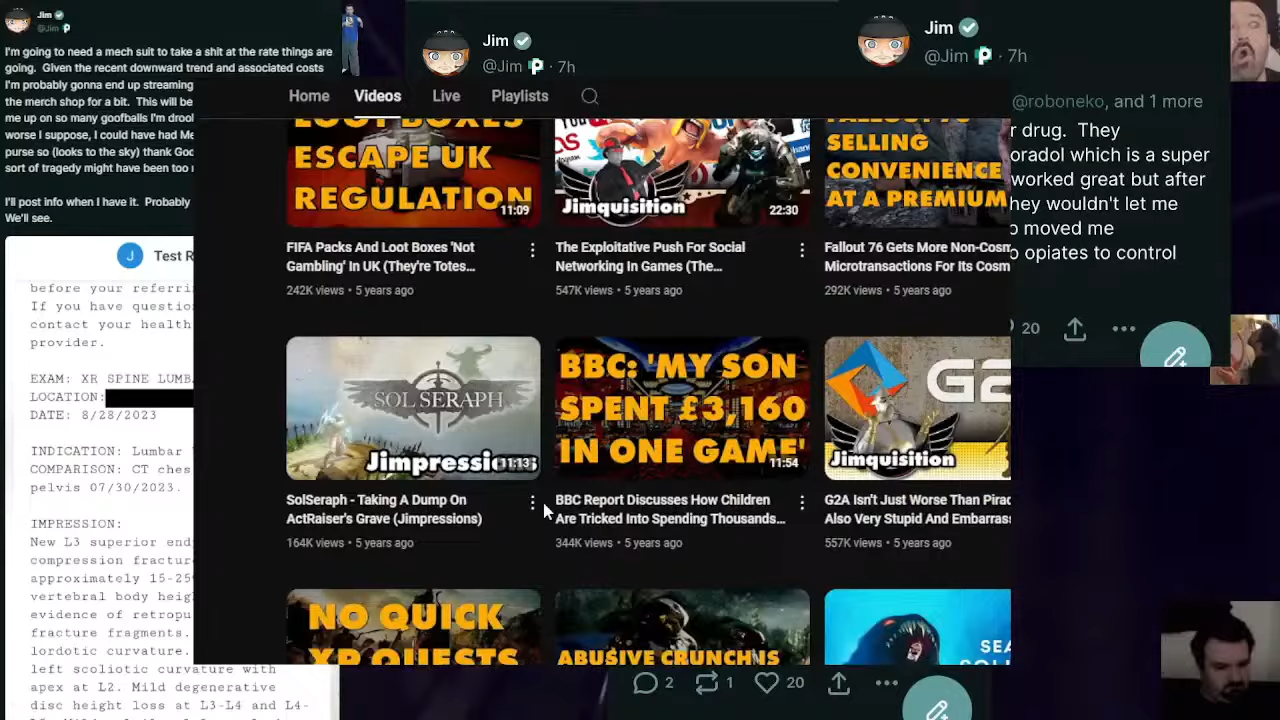 Jim
@Jim
I'm going to need a mech suit to take a shit at the rate things are
going. Given the recent downward trend and associated costs
I'm probably gonna end up streaming
the merch shop for a bit. This will be
me up on so many goofballs I'm drool
worse I suppose, I could have had Me
purse so (looks to the sky) thank God
sort of tragedy might have been too
I'll post info when I have it. Probably
We'll see.
J Test R
before your referri
If you have question
contact your health
provider.
EXAM: XR SPINE LUMBA
LOCATION:
DATE: 8/28/2023
INDICATION: Lumbar
COMPARISON: CT ches
pelvis 07/30/2023.
IMPRESSION:
New L3 superior end
compression fractur
approximately 15-25
vertebral body heig
evidence of retropu
fracture fragments.
lordotic curvature.
left scoliotic curvature with
apex at L2. Mild degenerative
disc height loss at L3-L4 and L4-
Jim
@Jim · 7h
Home Videos Live Playlists
LOOT BOXES
ESCAPE UK
REGULATION
11:09
FIFA Packs And Loot Boxes 'Not
Gambling' In UK (They're Totes...
242K views • 5 years ago
Jimquisition
22:30
The Exploitative Push For Social
Networking In Games (The...
547K views • 5 years ago
FALLOUT 76
SELLING
CONVENIENCE
AT A PREMIUM
Fallout 76 Gets More Non-Cosm
Microtransactions For Its Cosm
292K views • 5 years ago
SOLSERAPH
Jimpressions
11:13
SolSeraph - Taking A Dump On
ActRaiser's Grave (Jimpressions)
164K views • 5 years ago
BBC: 'MY SON
SPENT £3,160
IN ONE GAME'
11:54
BBC Report Discusses How Children
Are Tricked Into Spending Thousands...
344K views • 5 years ago
G2
Jimquisition
G2A Isn't Just Worse Than Pirac
Also Very Stupid And Embarrass
557K views • 5 years ago
NO QUICK
XP QUESTS
ABUSIVE CRUNCH IS
SEA
2 1 20
Jim
@Jim · 7h
@roboneko, and 1 more
r drug. They
oradol which is a super
worked great but after
hey wouldn't let me
o moved me
o opiates to control
20